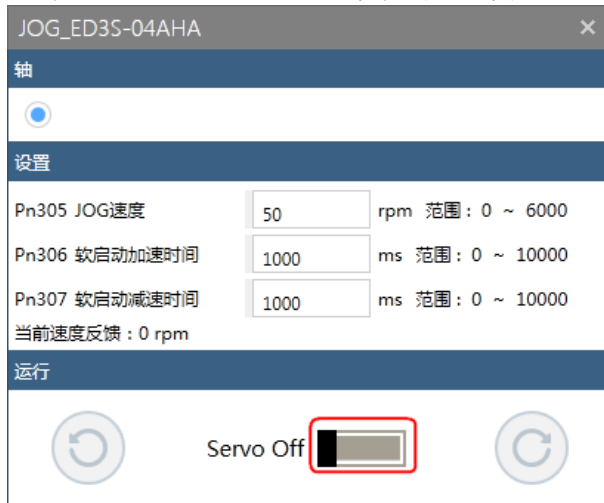 JOG_ED3S-04AHA ×
轴
设置
Pn305 JOG速度 50 rpm 范围：0 ~ 6000
Pn306 软启动加速时间 1000 ms 范围：0 ~ 10000
Pn307 软启动减速时间 1000 ms 范围：0 ~ 10000
当前速度反馈：0 rpm
运行
Servo Off